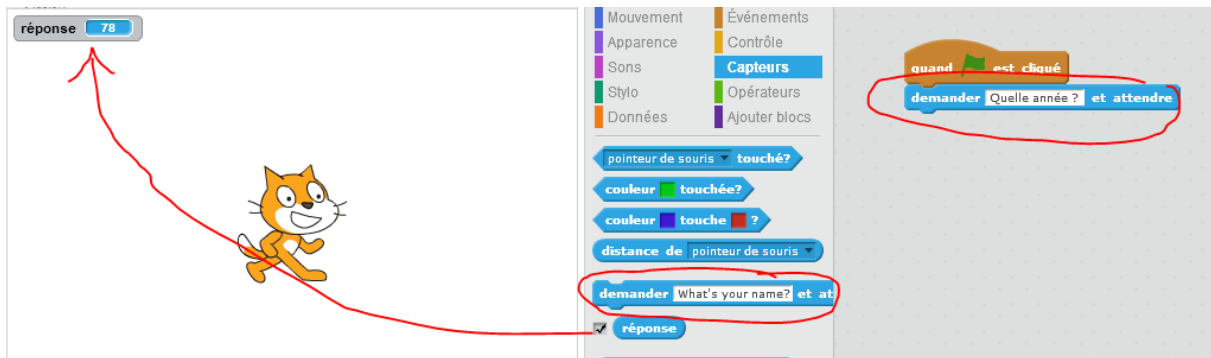 réponse 78
Mouvement
Événements
Apparence
Contrôle
Sons
Capteurs
Stylo
Opérateurs
Données
Ajouter blocs
pointeur de souris touché?
couleur touchée?
couleur touche ?
distance de pointeur de souris
demander What's your name? et at
réponse
quand est cliqué
demander Quelle année ? et attendre